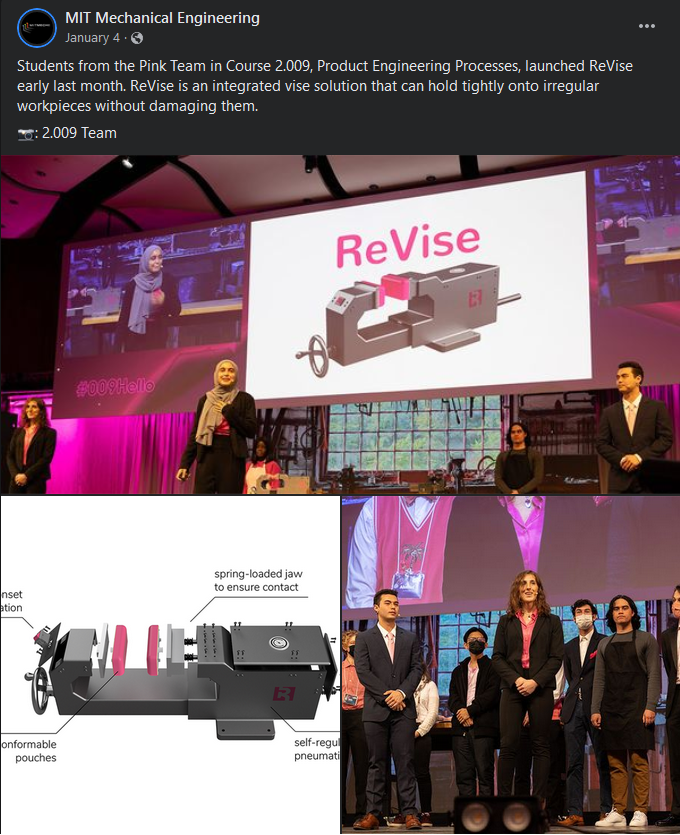 MIT Mechanical Engineering
January 4 ·
Students from the Pink Team in Course 2.009, Product Engineering Processes, launched ReVise
early last month. ReVise is an integrated vise solution that can hold tightly onto irregular
workpieces without damaging them.
📷: 2.009 Team
ReVise
#009Hello
spring-loaded jaw
to ensure contact
onset
ation
onformable
pouches
self-regul
pneumati